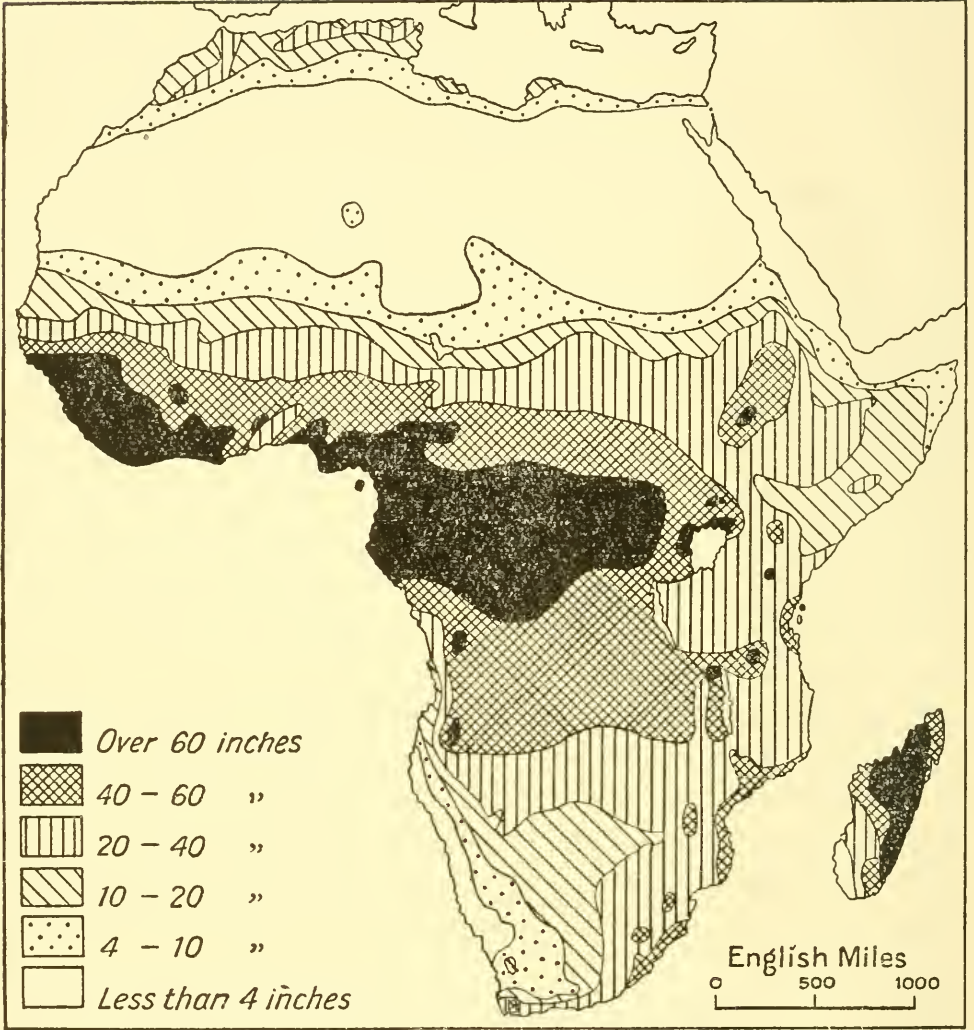 Over 60 inches
40 – 60 „
20 – 40 „
10 – 20 „
4 – 10 „
Less than 4 inches
English Miles
0 500 1000